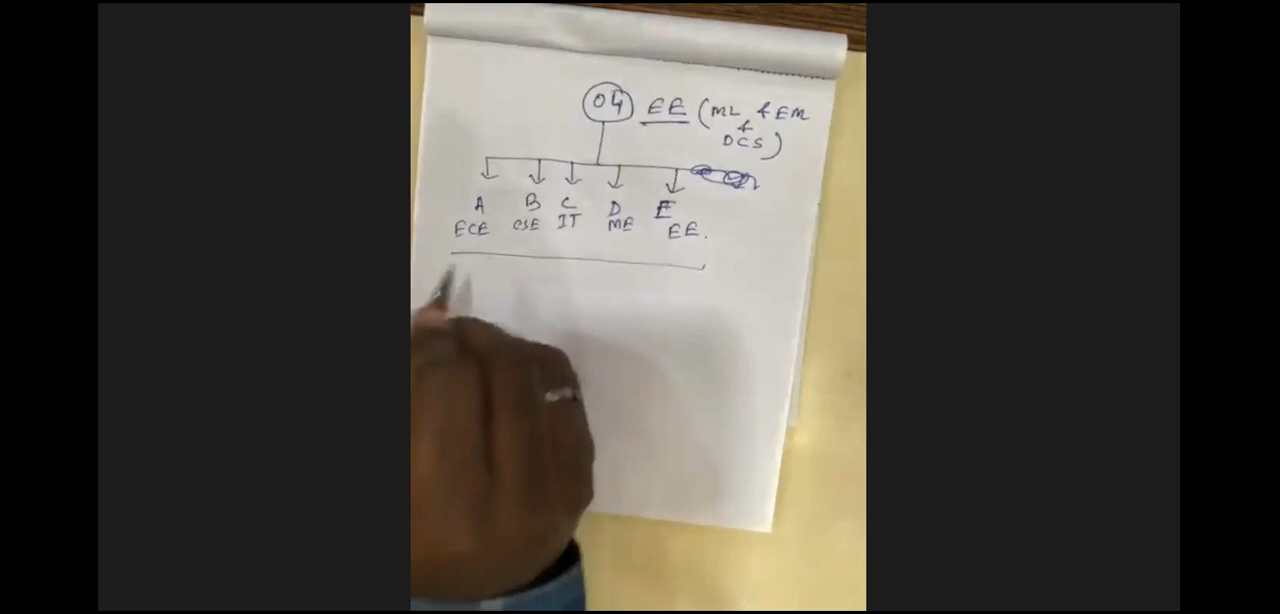 04 EE (ML & EM
&
DCS)
A B C D E
ECE CSE IT ME EE.